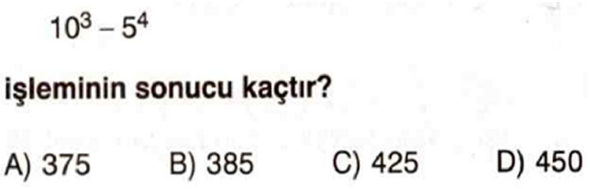 10³ – 5⁴
işleminin sonucu kaçtır?
A) 375 B) 385 C) 425 D) 450